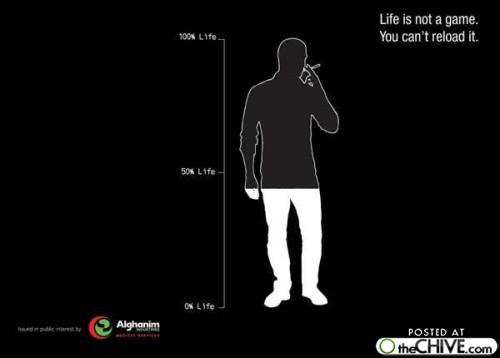 Life is not a game.
You can't reload it.
100% Life
50% Life
0% Life
Issued in public interest by
Alghanim
INDUSTRIES
MEDICAL SERVICES
POSTED AT
theCHIVE.com